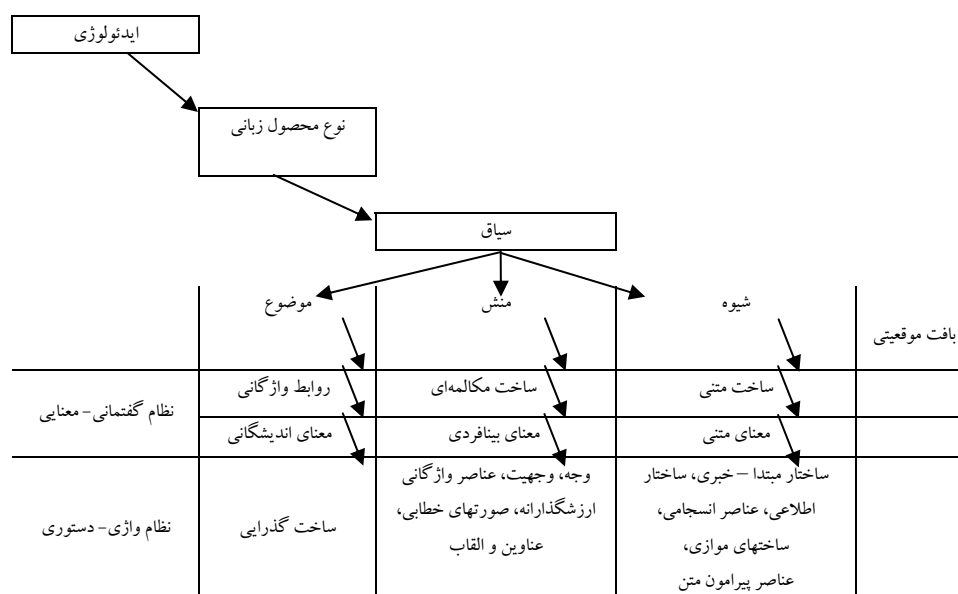 ایدئولوژی
نوع محصول زبانی
سیاق
موضوع
منش
شیوه
بافت موقعیتی
نظام گفتمانی – معنایی
روابط واژگانی
ساخت مکالمه‌ای
ساخت متنی
معنای اندیشگانی
معنای بینافردی
معنای متنی
نظام واژی – دستوری
ساخت گذرایی
وجه، وجهیت، عناصر واژگانی
ارزشگذارانه، صورتهای خطابی،
عناوین و القاب
ساختار مبتدا – خبری، ساختار
اطلاعی، عناصر انسجامی،
ساختهای موازی،
عناصر پیرامون متن